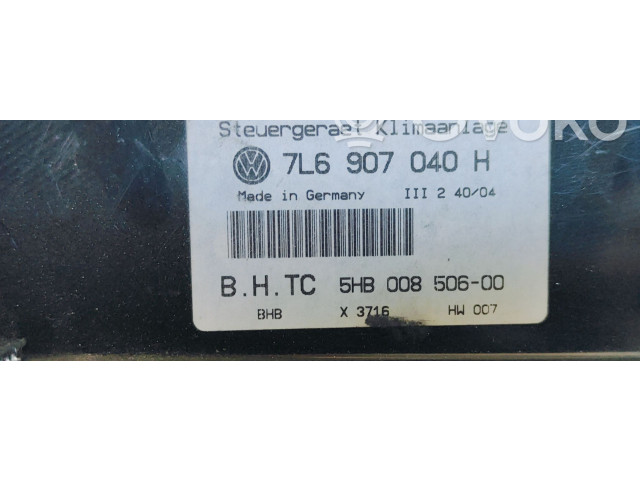 Steuergeraet Klimaanlage
7L6 907 040 H
Made in Germany III 2 40/04
B.H.TC 5HB 008 506-00
BHB X 3716 HW 007